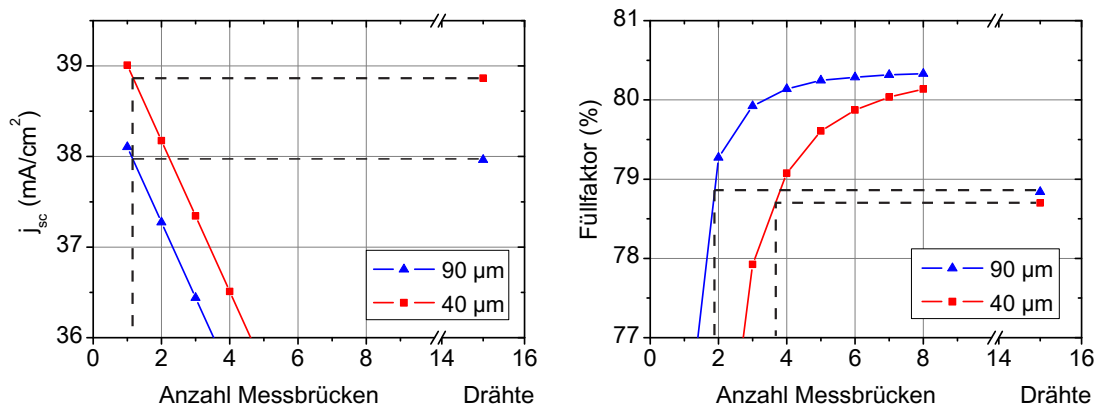 39
38
37
36
0
2
4
6
8
14
16
j_sc (mA/cm²)
90 µm
40 µm
Anzahl Messbrücken
Drähte
81
80
79
78
77
0
2
4
6
8
14
16
Füllfaktor (%)
90 µm
40 µm
Anzahl Messbrücken
Drähte